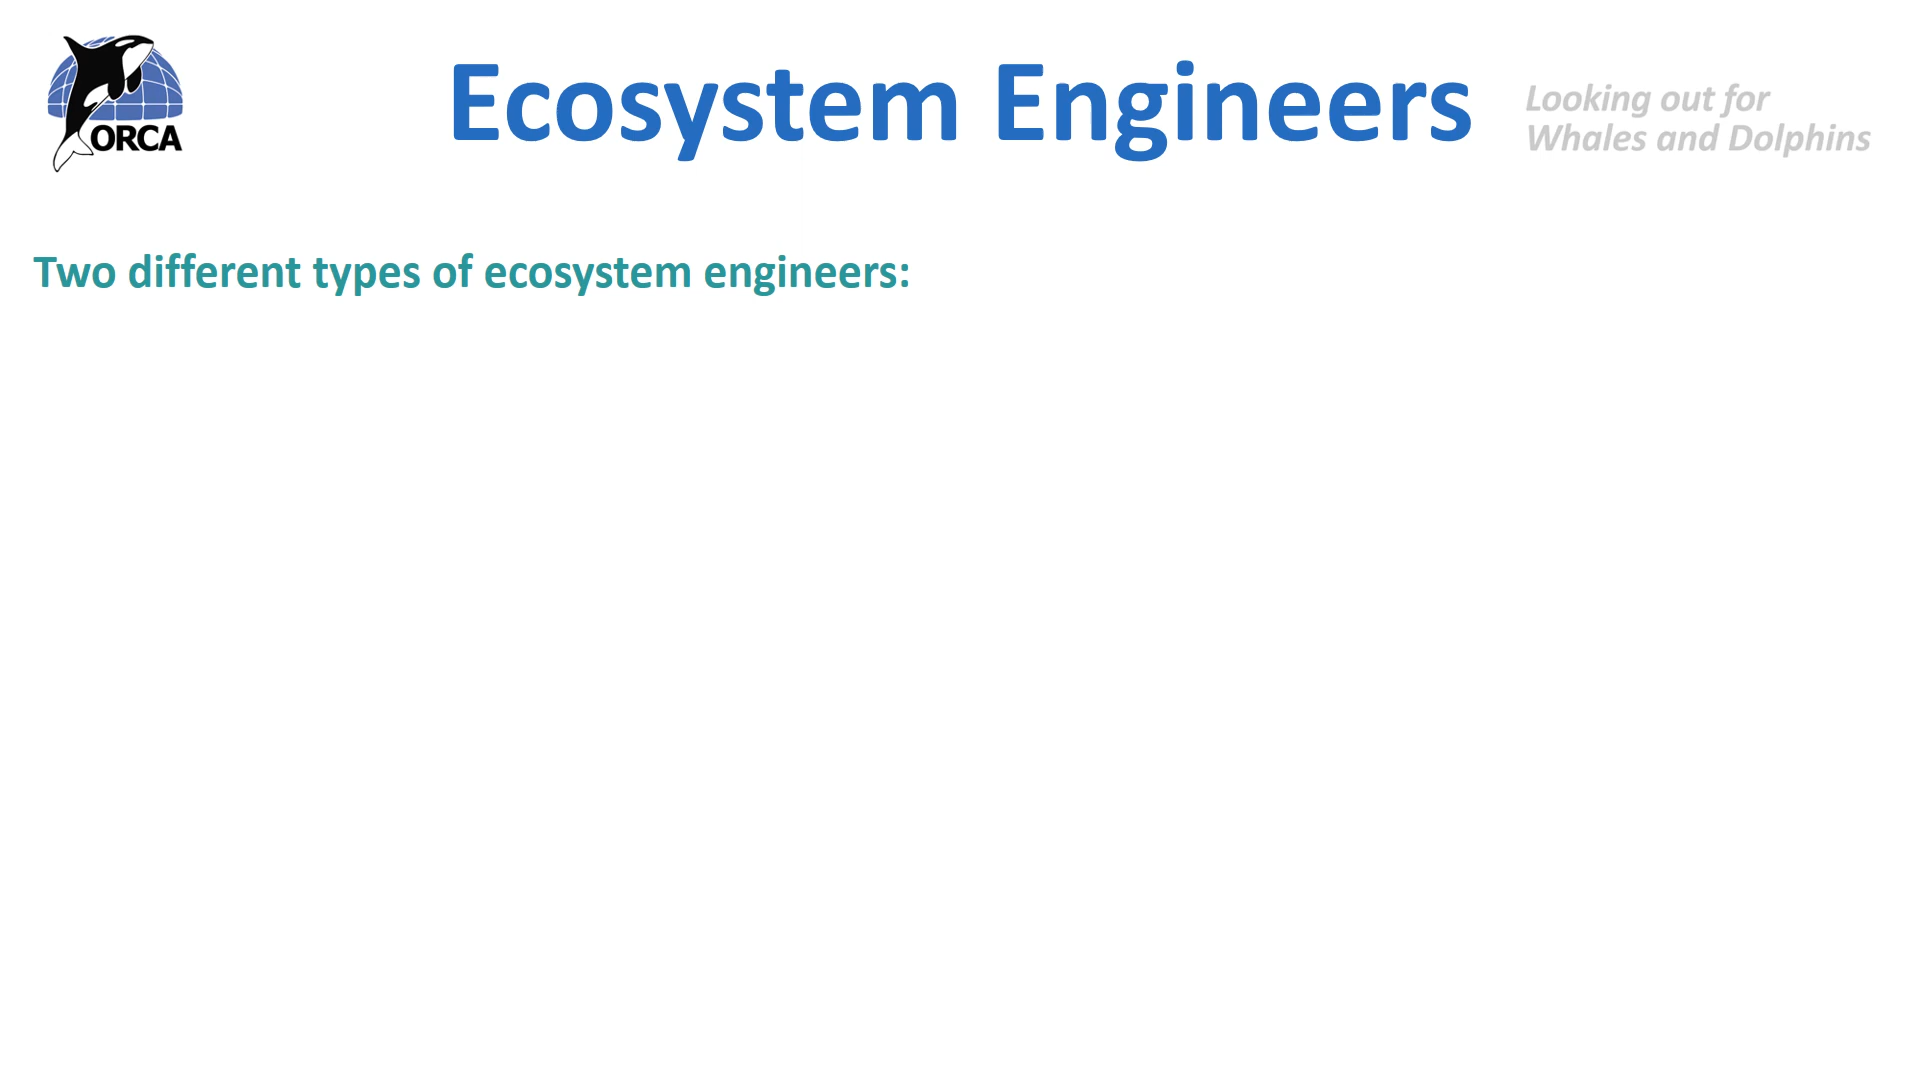 ORCA
Ecosystem Engineers
Looking out for
Whales and Dolphins
Two different types of ecosystem engineers: